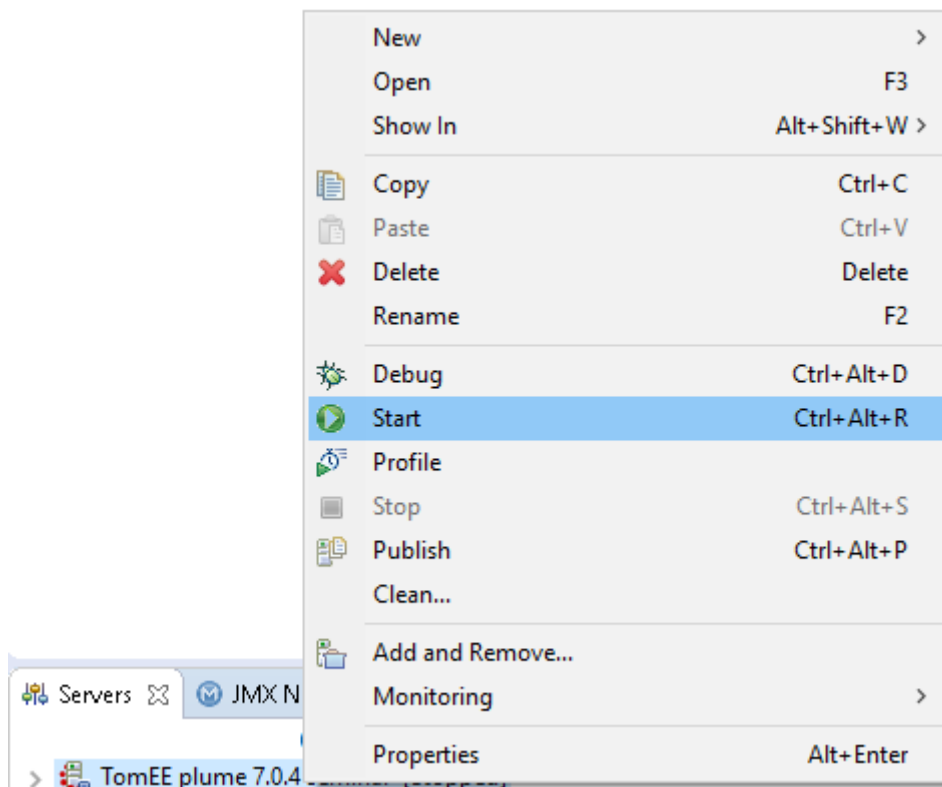 New
Open F3
Show In Alt+Shift+W
Copy Ctrl+C
Paste Ctrl+V
Delete Delete
Rename F2
Debug Ctrl+Alt+D
Start Ctrl+Alt+R
Profile
Stop Ctrl+Alt+S
Publish Ctrl+Alt+P
Clean...
Add and Remove...
Monitoring
Properties Alt+Enter
Servers JMX N
TomEE plume 7.0.4